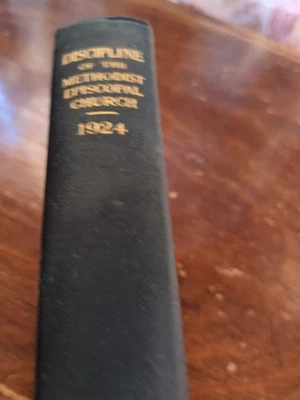 DISCIPLINE
OF THE
METHODIST
EPISCOPAL
CHURCH
1924